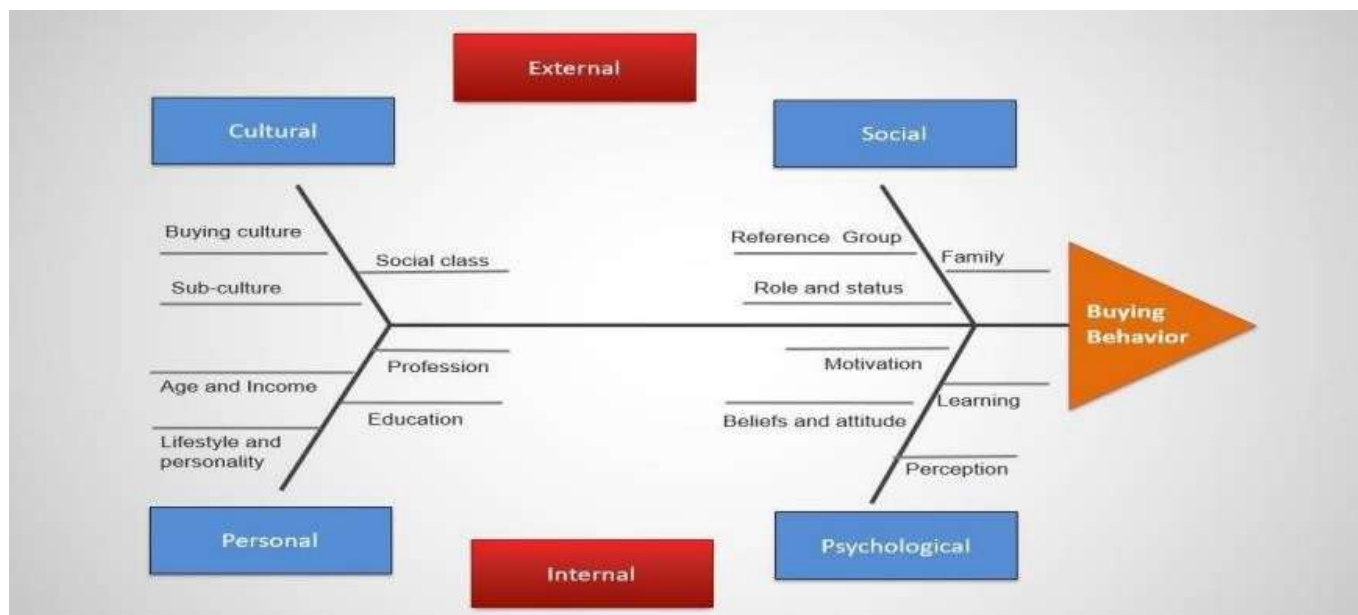 External
Cultural
Social
Buying culture
Social class
Sub-culture
Reference Group
Family
Role and status
Buying
Behavior
Profession
Age and Income
Education
Lifestyle and
personality
Motivation
Learning
Beliefs and attitude
Perception
Personal
Psychological
Internal